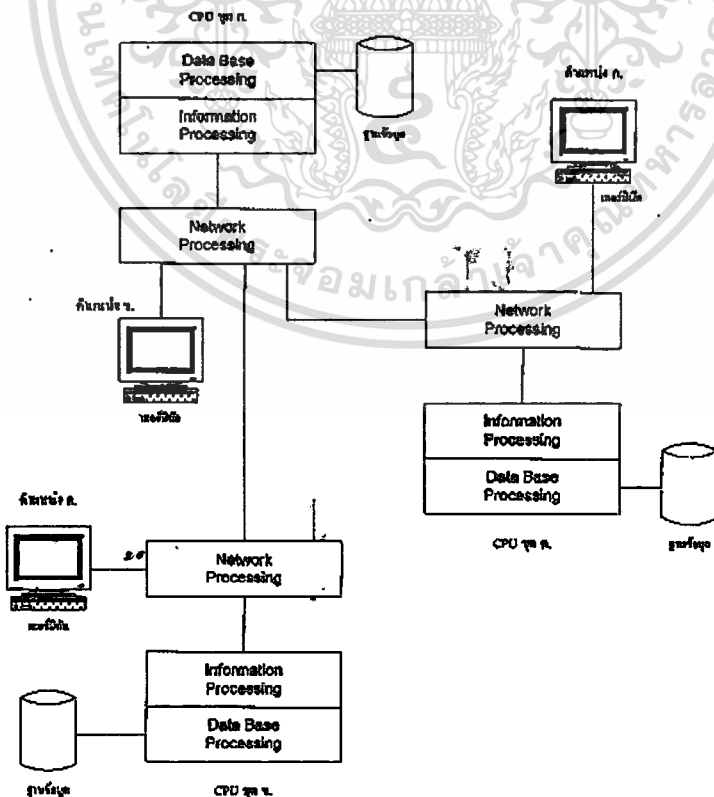 CPU ชุด ก.
Data Base
Processing
Information
Processing
ฐานข้อมูล
ตำแหน่ง ก.
เทอร์มินัล
Network
Processing
ตำแหน่ง ข.
เทอร์มินัล
Network
Processing
Information
Processing
Data Base
Processing
CPU ชุด ค.
ฐานข้อมูล
ตำแหน่ง ค.
เทอร์มินัล
Network
Processing
Information
Processing
Data Base
Processing
ฐานข้อมูล
CPU ชุด ข.